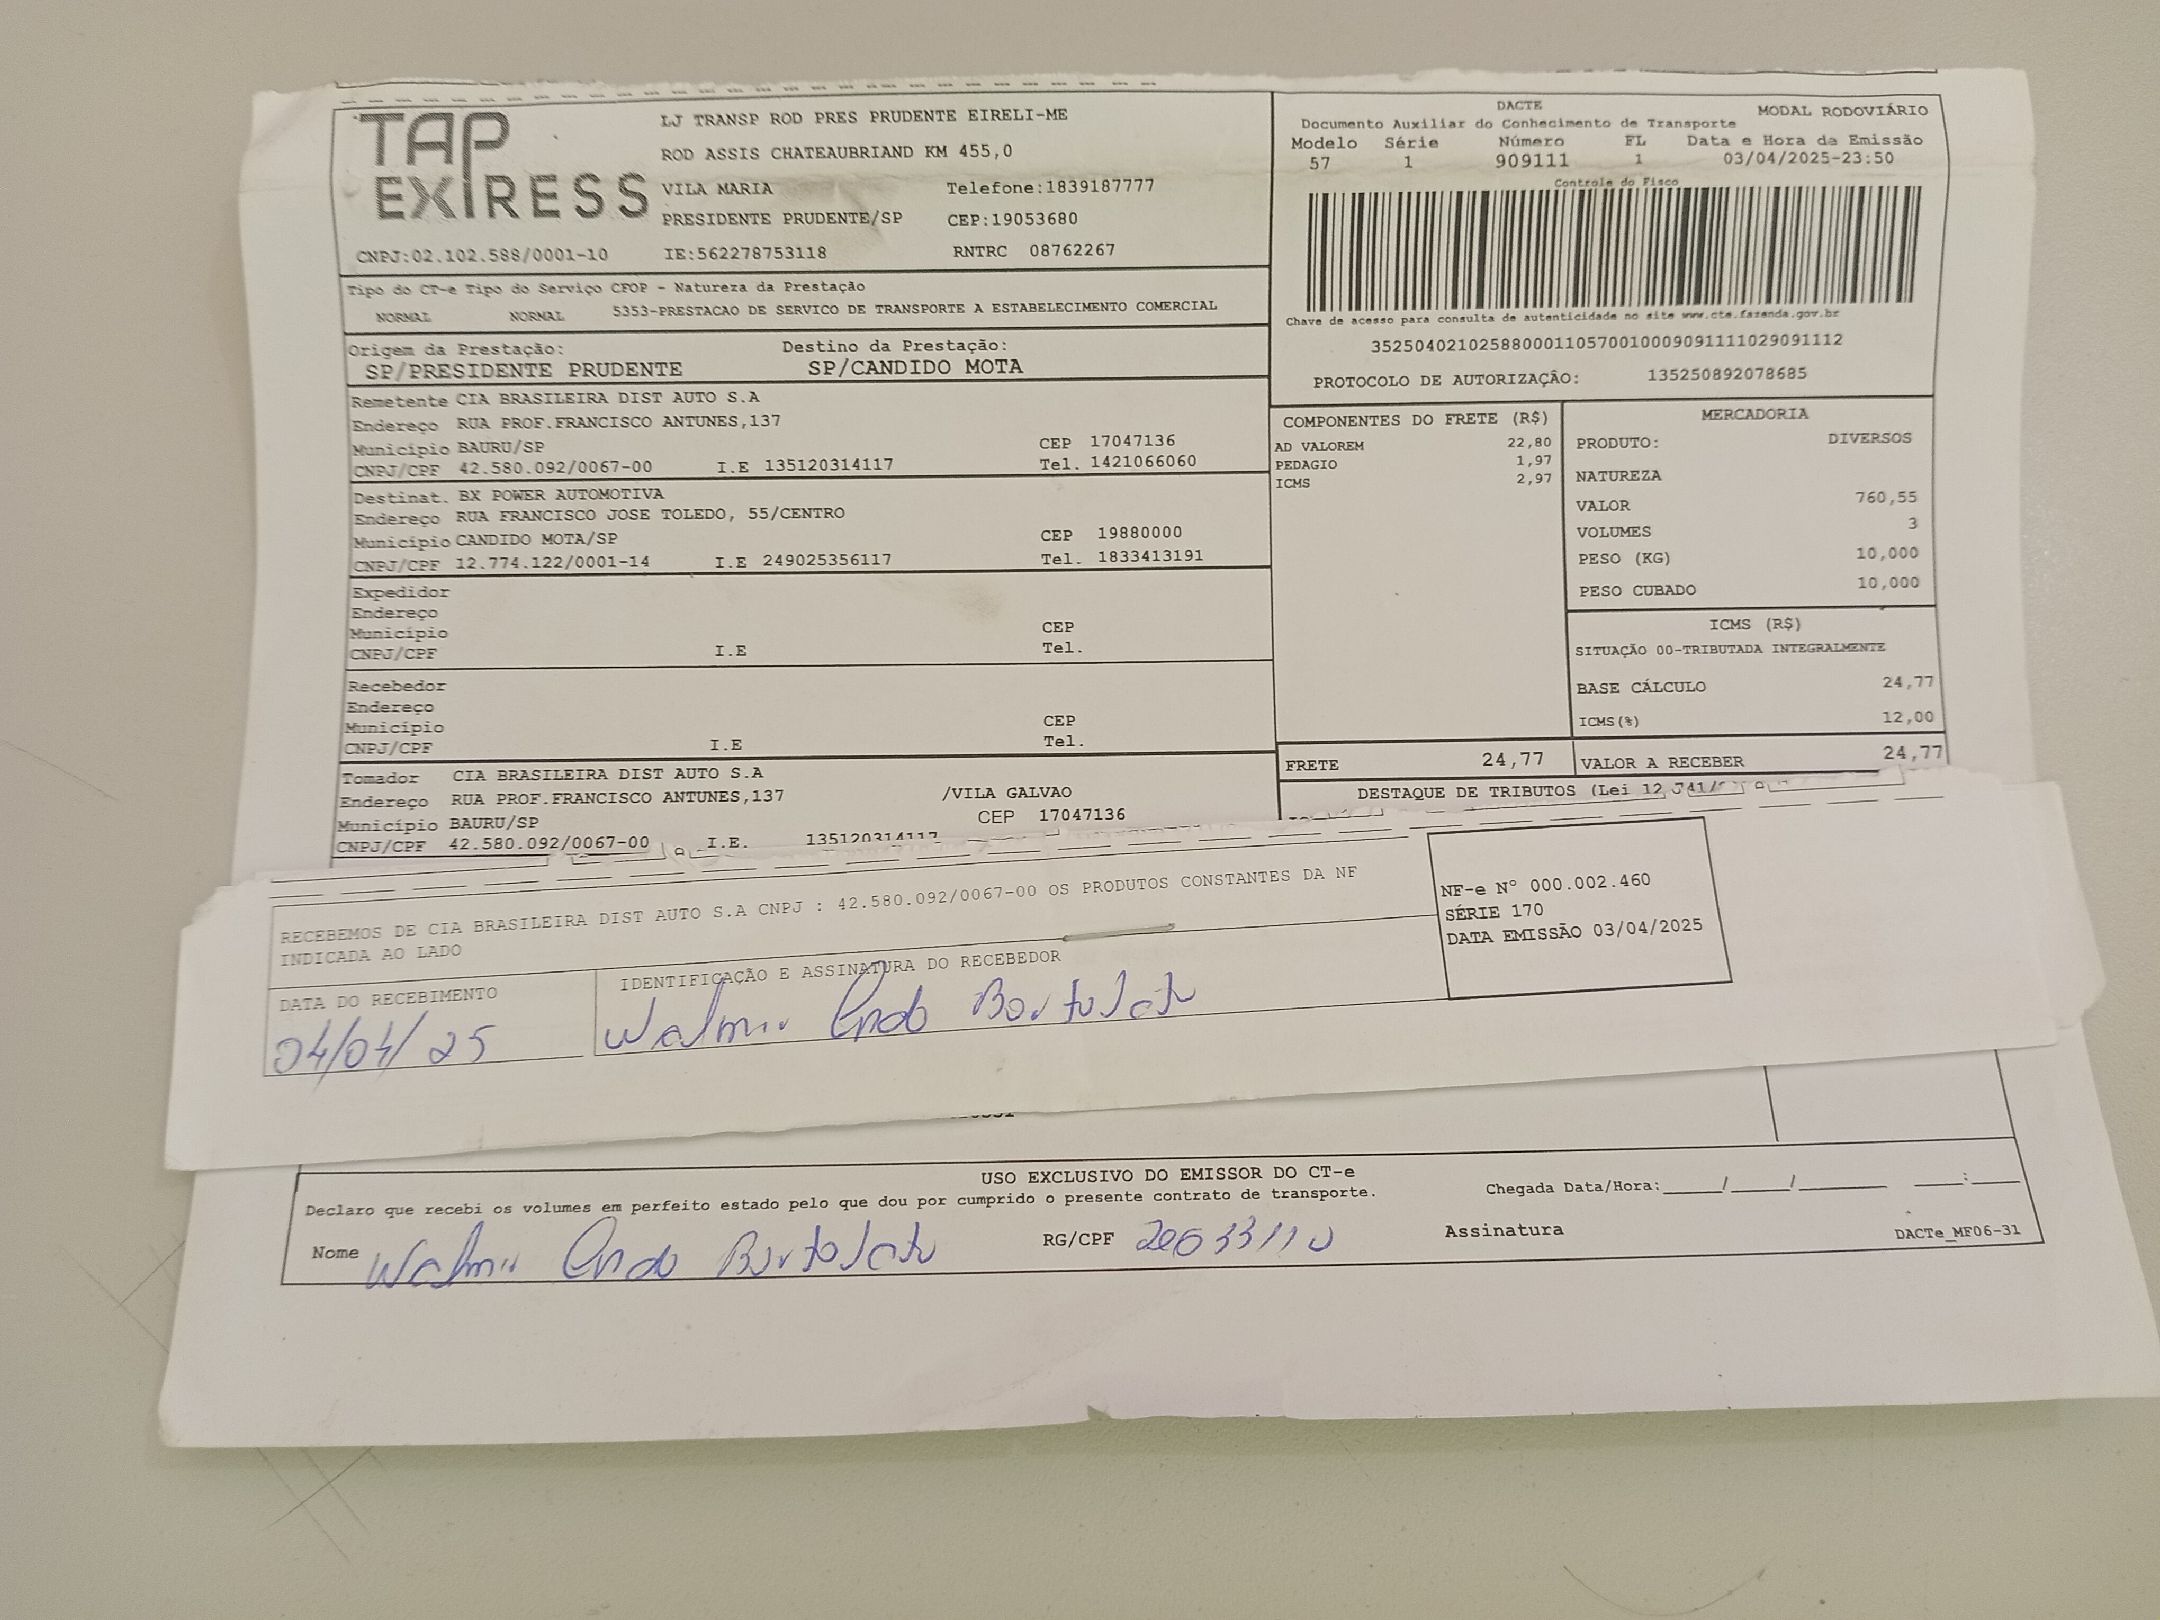 TAP EXPRESS
LJ TRANSP ROD PRES PRUDENTE EIRELI-ME
ROD ASSIS CHATEAUBRIAND KM 455,0
VILA MARIA Telefone:1839187777
PRESIDENTE PRUDENTE/SP CEP:19053680
CNPJ:02.102.588/0001-10 IE:562278753118 RNTRC 08762267
DACTE MODAL RODOVIÁRIO
Documento Auxiliar do Conhecimento de Transporte
Modelo Série Número FL Data e Hora da Emissão
57 1 909111 1 03/04/2025-23:50
Controle do Fisco
Chave de acesso para consulta de autenticidade no site www.cte.fazenda.gov.br
35250402102588000110570010009091111029091112
PROTOCOLO DE AUTORIZAÇÃO: 135250892078685
Tipo do CT-e Tipo do Serviço CFOP - Natureza da Prestação
NORMAL NORMAL 5353-PRESTACAO DE SERVICO DE TRANSPORTE A ESTABELECIMENTO COMERCIAL
Origem da Prestação: Destino da Prestação:
SP/PRESIDENTE PRUDENTE SP/CANDIDO MOTA
Remetente CIA BRASILEIRA DIST AUTO S.A
Endereço RUA PROF.FRANCISCO ANTUNES,137
Município BAURU/SP CEP 17047136
CNPJ/CPF 42.580.092/0067-00 I.E 135120314117 Tel. 1421066060
Destinat. BX POWER AUTOMOTIVA
Endereço RUA FRANCISCO JOSE TOLEDO, 55/CENTRO
Município CANDIDO MOTA/SP CEP 19880000
CNPJ/CPF 12.774.122/0001-14 I.E 249025356117 Tel. 1833413191
Expedidor
Endereço
Município CEP
CNPJ/CPF I.E Tel.
Recebedor
Endereço
Município CEP
CNPJ/CPF I.E Tel.
Tomador CIA BRASILEIRA DIST AUTO S.A
Endereço RUA PROF.FRANCISCO ANTUNES,137 /VILA GALVAO
Município BAURU/SP CEP 17047136
CNPJ/CPF 42.580.092/0067-00 I.E. 135120314117
COMPONENTES DO FRETE (R$)
AD VALOREM 22,80
PEDAGIO 1,97
ICMS 2,97
MERCADORIA
PRODUTO: DIVERSOS
NATUREZA
VALOR 760,55
VOLUMES 3
PESO (KG) 10,000
PESO CUBADO 10,000
ICMS (R$)
SITUAÇÃO 00-TRIBUTADA INTEGRALMENTE
BASE CÁLCULO 24,77
ICMS(%) 12,00
FRETE 24,77 VALOR A RECEBER 24,77
DESTAQUE DE TRIBUTOS (Lei 12
RECEBEMOS DE CIA BRASILEIRA DIST AUTO S.A CNPJ : 42.580.092/0067-00 OS PRODUTOS CONSTANTES DA NF
INDICADA AO LADO
DATA DO RECEBIMENTO IDENTIFICAÇÃO E ASSINATURA DO RECEBEDOR
04/04/25 Walmir Endo Bortolato
NF-e N° 000.002.460
SÉRIE 170
DATA EMISSÃO 03/04/2025
USO EXCLUSIVO DO EMISSOR DO CT-e
Declaro que recebi os volumes em perfeito estado pelo que dou por cumprido o presente contrato de transporte. Chegada Data/Hora:____/____/______ ___:___
Nome Walmir Endo Bortolato RG/CPF Assinatura DACTe_MF06-31